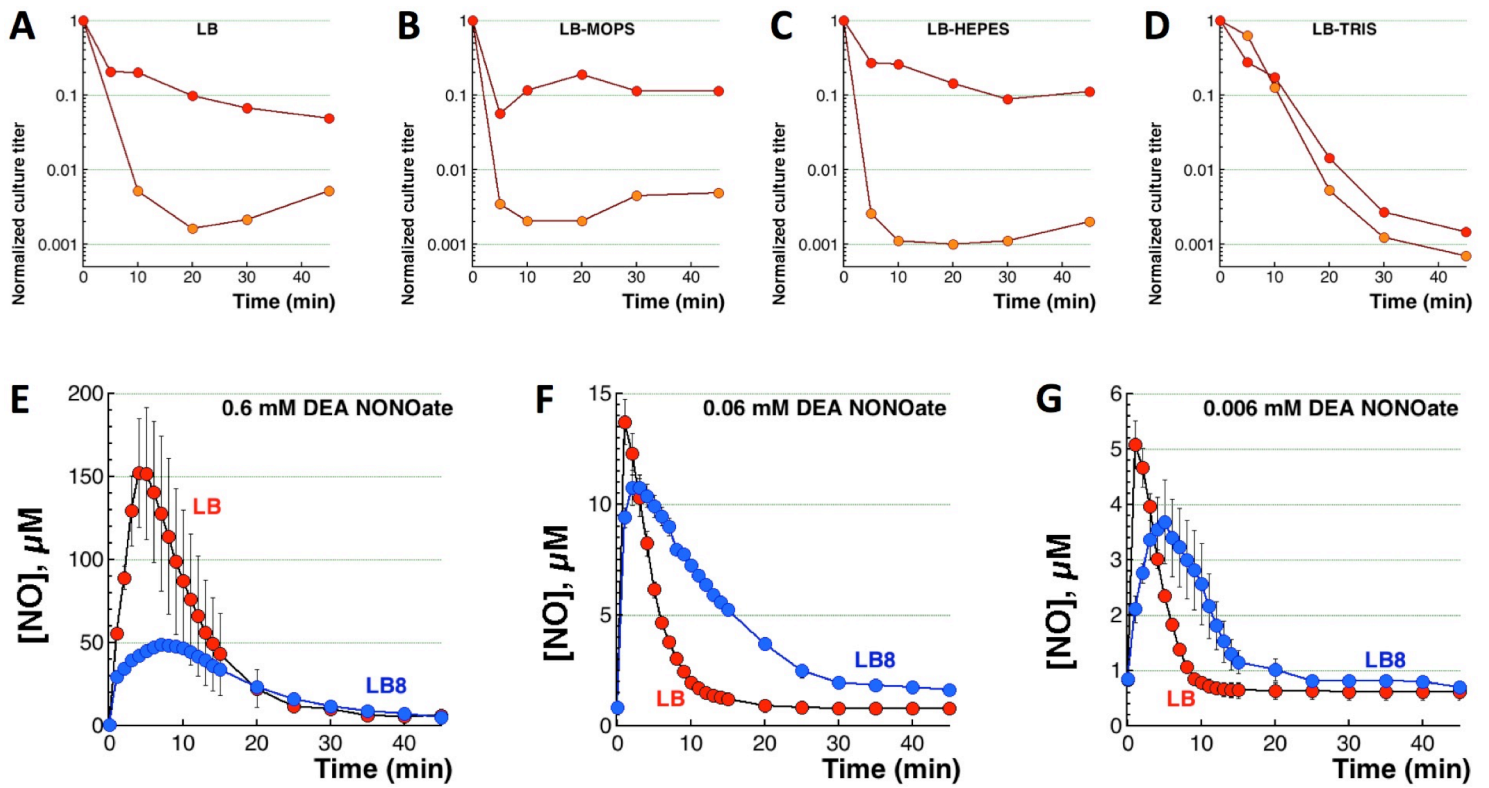 A
LB
Normalized culture titer
1
0.1
0.01
0.001
0 10 20 30 40
Time (min)
B
LB-MOPS
Normalized culture titer
1
0.1
0.01
0.001
0 10 20 30 40
Time (min)
C
LB-HEPES
Normalized culture titer
1
0.1
0.01
0.001
0 10 20 30 40
Time (min)
D
LB-TRIS
Normalized culture titer
1
0.1
0.01
0.001
0 10 20 30 40
Time (min)
E
0.6 mM DEA NONOate
[NO], µM
200
150
100
50
0
LB
LB8
0 10 20 30 40
Time (min)
F
0.06 mM DEA NONOate
[NO], µM
15
10
5
0
LB8
LB
0 10 20 30 40
Time (min)
G
0.006 mM DEA NONOate
[NO], µM
6
5
4
3
2
1
0
LB8
LB
0 10 20 30 40
Time (min)